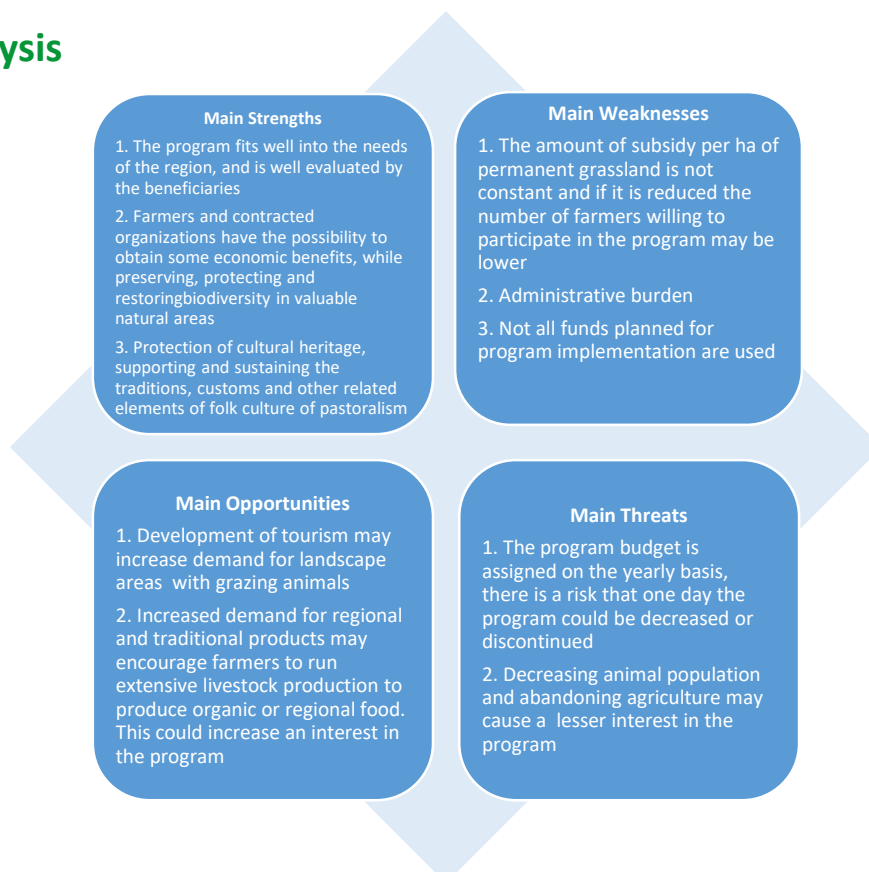 ysis
Main Strengths
1. The program fits well into the needs
of the region, and is well evaluated by
the beneficiaries
2. Farmers and contracted
organizations have the possibility to
obtain some economic benefits, while
preserving, protecting and
restoringbiodiversity in valuable
natural areas
3. Protection of cultural heritage,
supporting and sustaining the
traditions, customs and other related
elements of folk culture of pastoralism
Main Weaknesses
1. The amount of subsidy per ha of
permanent grassland is not
constant and if it is reduced the
number of farmers willing to
participate in the program may be
lower
2. Administrative burden
3. Not all funds planned for
program implementation are used
Main Opportunities
1. Development of tourism may
increase demand for landscape
areas with grazing animals
2. Increased demand for regional
and traditional products may
encourage farmers to run
extensive livestock production to
produce organic or regional food.
This could increase an interest in
the program
Main Threats
1. The program budget is
assigned on the yearly basis,
there is a risk that one day the
program could be decreased or
discontinued
2. Decreasing animal population
and abandoning agriculture may
cause a lesser interest in the
program